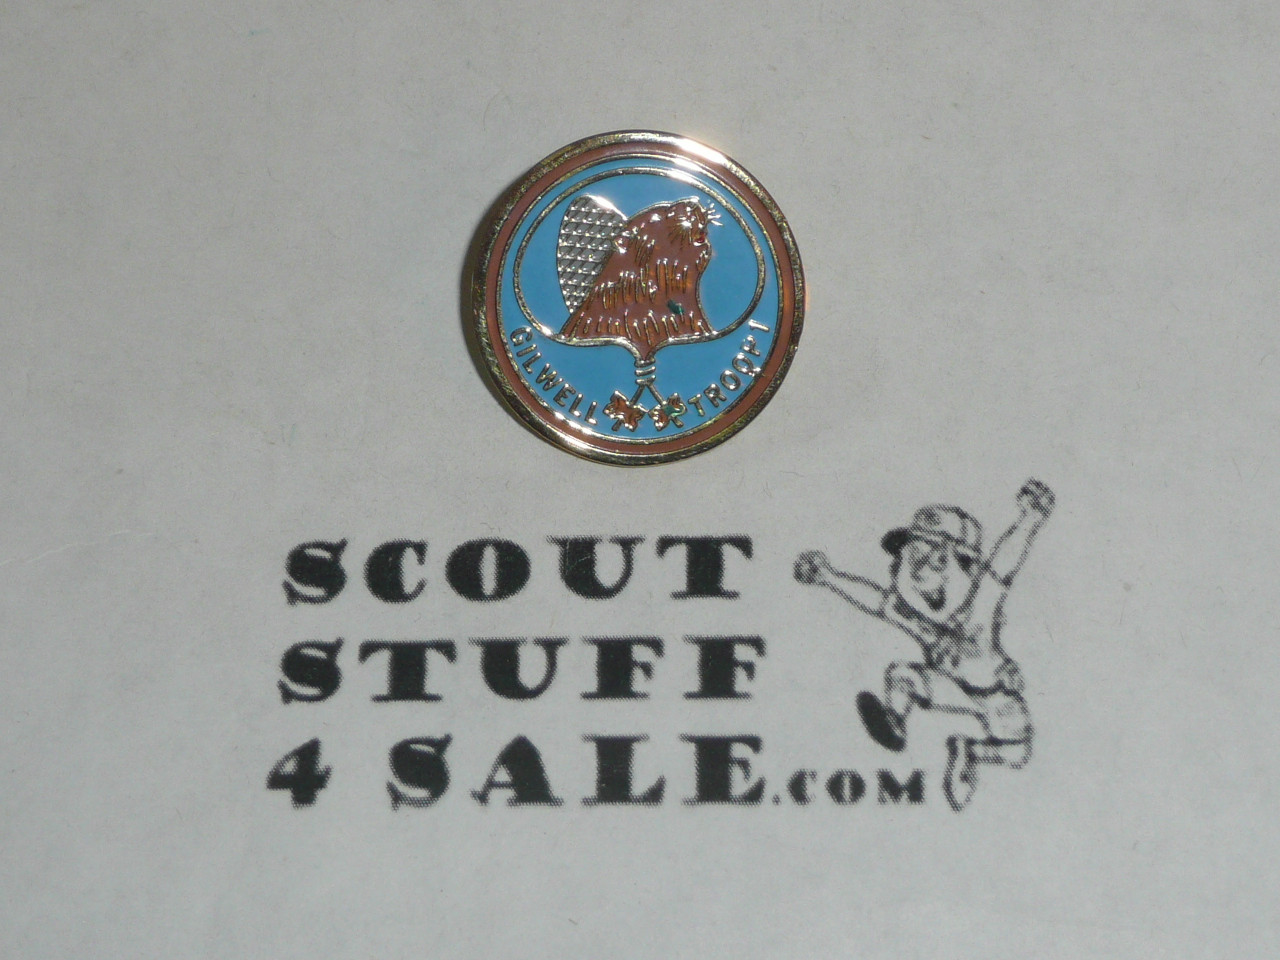 GILWELL TROOP 1
SCOUT
STUFF
4 SALE.COM